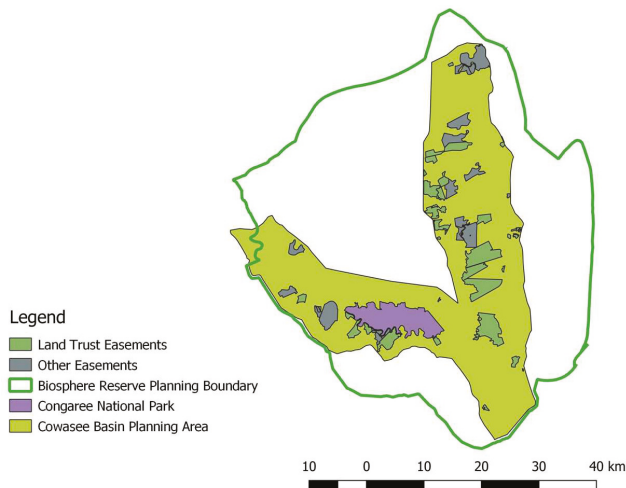 Legend
Land Trust Easements
Other Easements
Biosphere Reserve Planning Boundary
Congaree National Park
Cowasee Basin Planning Area
10 0 10 20 30 40 km